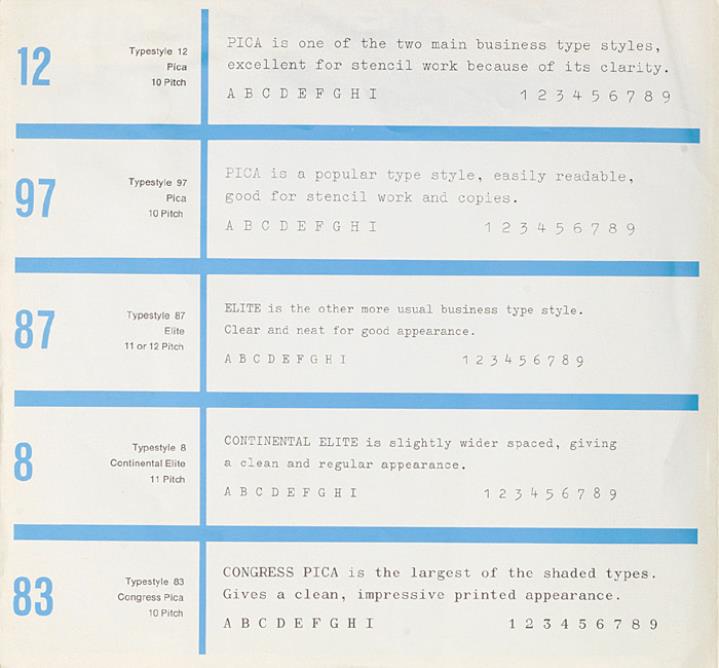 12
Typestyle 12
Pica
10 Pitch
PICA is one of the two main business type styles,
excellent for stencil work because of its clarity.
A B C D E F G H I 1 2 3 4 5 6 7 8 9
97
Typestyle 97
Pica
10 Pitch
PICA is a popular type style, easily readable,
good for stencil work and copies.
A B C D E F G H I 1 2 3 4 5 6 7 8 9
87
Typestyle 87
Elite
11 or 12 Pitch
ELITE is the other more usual business type style.
Clear and neat for good appearance.
A B C D E F G H I 1 2 3 4 5 6 7 8 9
8
Typestyle 8
Continental Elite
11 Pitch
CONTINENTAL ELITE is slightly wider spaced, giving
a clean and regular appearance.
A B C D E F G H I 1 2 3 4 5 6 7 8 9
83
Typestyle 83
Congress Pica
10 Pitch
CONGRESS PICA is the largest of the shaded types.
Gives a clean, impressive printed appearance.
A B C D E F G H I 1 2 3 4 5 6 7 8 9